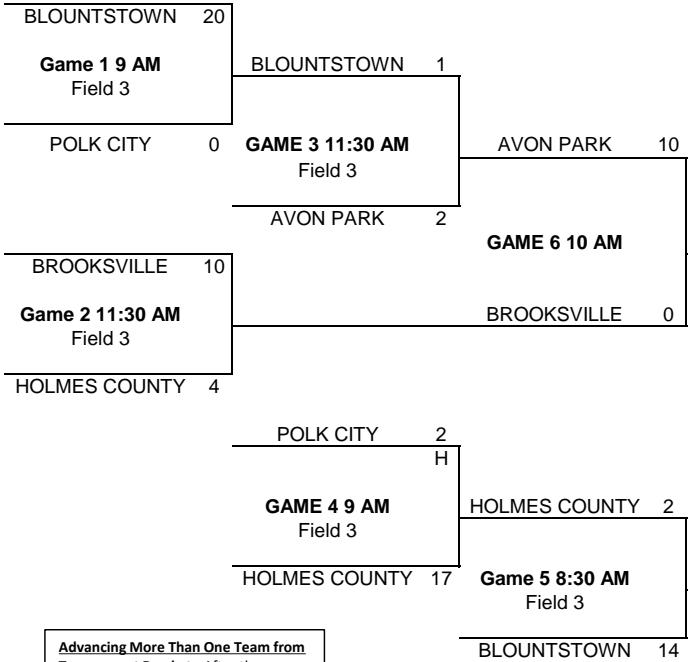 BLOUNTSTOWN 20
Game 1 9 AM
Field 3
POLK CITY 0
BLOUNTSTOWN 1
GAME 3 11:30 AM
Field 3
AVON PARK 2
AVON PARK 10
GAME 6 10 AM
BROOKSVILLE 0
BROOKSVILLE 10
Game 2 11:30 AM
Field 3
HOLMES COUNTY 4
POLK CITY 2
H
GAME 4 9 AM
Field 3
HOLMES COUNTY 17
HOLMES COUNTY 2
Game 5 8:30 AM
Field 3
BLOUNTSTOWN 14
Advancing More Than One Team from